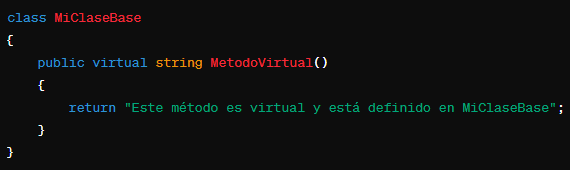 class MiClaseBase
{
    public virtual string MetodoVirtual()
    {
        return "Este método es virtual y está definido en MiClaseBase";
    }
}